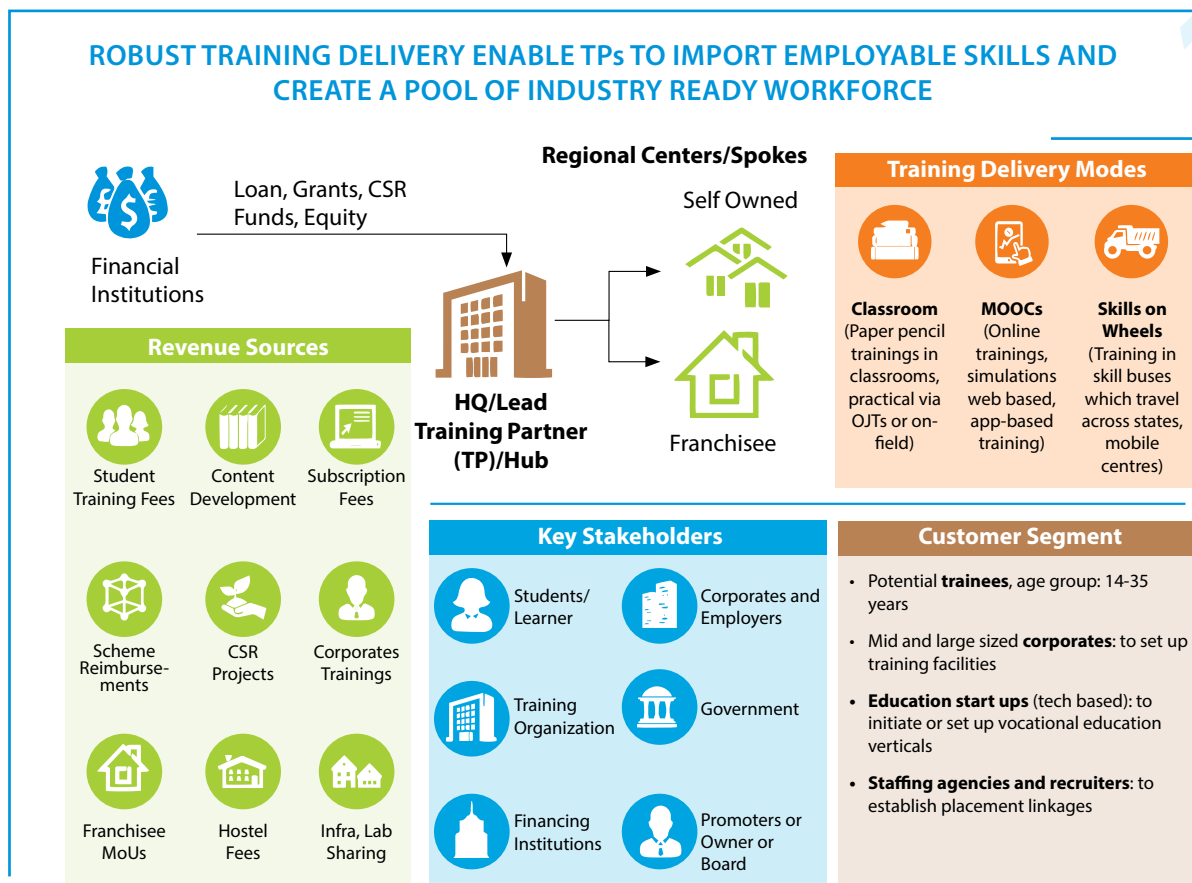 ROBUST TRAINING DELIVERY ENABLE TPs TO IMPORT EMPLOYABLE SKILLS AND
CREATE A POOL OF INDUSTRY READY WORKFORCE
Loan, Grants, CSR
Funds, Equity
£
€
$
Financial
Institutions
HQ/Lead
Training Partner
(TP)/Hub
Regional Centers/Spokes
Self Owned
Franchisee
Training Delivery Modes
Classroom
(Paper pencil
trainings in
classrooms,
practical via
OJTs or on-
field)
MOOCs
(Online
trainings,
simulations
web based,
app-based
training)
Skills on
Wheels
(Training in
skill buses
which travel
across states,
mobile
centres)
Revenue Sources
Student
Training Fees
Content
Development
Subscription
Fees
Scheme
Reimburse-
ments
CSR
Projects
Corporates
Trainings
Franchisee
MoUs
Hostel
Fees
Infra, Lab
Sharing
Key Stakeholders
Students/
Learner
Corporates and
Employers
Training
Organization
Government
Financing
Institutions
Promoters or
Owner or
Board
Customer Segment
• Potential trainees, age group: 14-35
years
• Mid and large sized corporates: to set up
training facilities
• Education start ups (tech based): to
initiate or set up vocational education
verticals
• Staffing agencies and recruiters: to
establish placement linkages